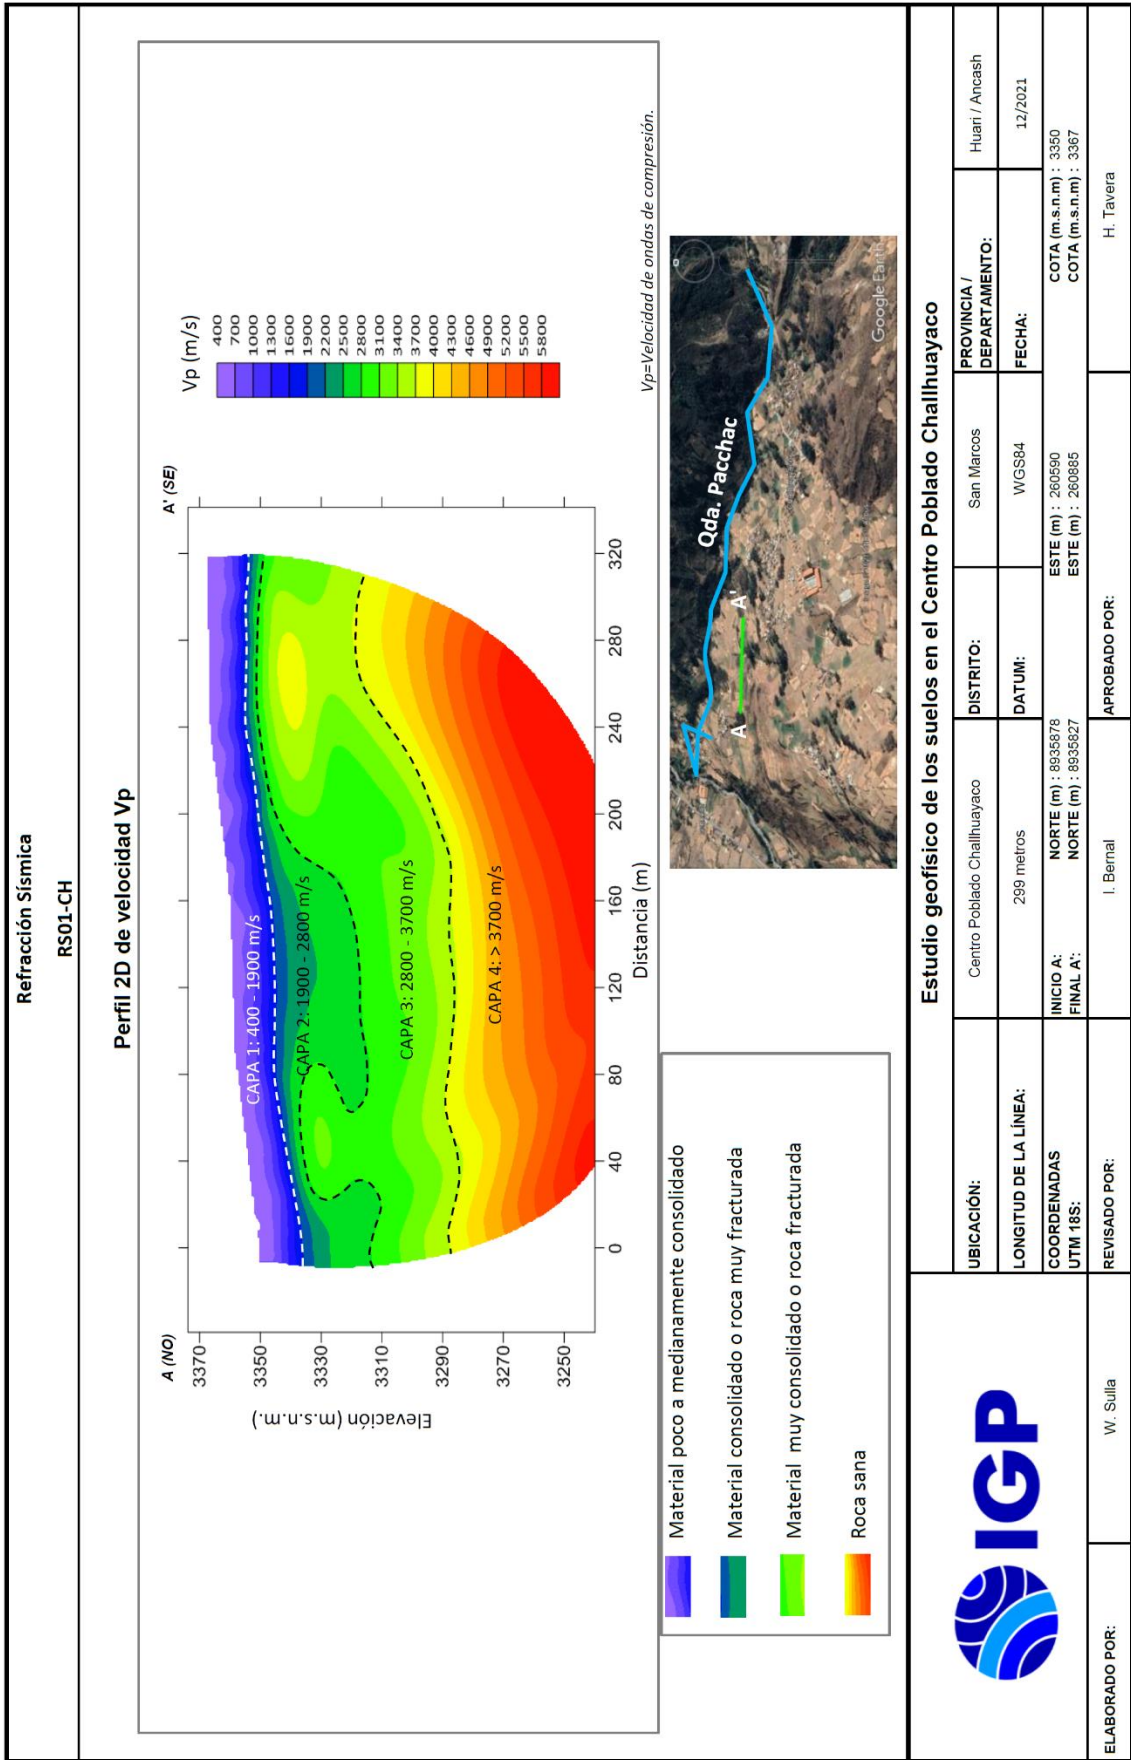 Refracción Sísmica
RS01-CH
Perfil 2D de velocidad Vp
A (NO)
A' (SE)
Elevación (m.s.n.m.)
3370
3350
3330
3310
3290
3270
3250
CAPA 1: 400 - 1900 m/s
CAPA 2: 1900 - 2800 m/s
CAPA 3: 2800 - 3700 m/s
CAPA 4: > 3700 m/s
0 40 80 120 160 200 240 280 320
Distancia (m)
Vp (m/s)
400
700
1000
1300
1600
1900
2200
2500
2800
3100
3400
3700
4000
4300
4600
4900
5200
5500
5800
Vp=Velocidad de ondas de compresión.
Material poco a medianamente consolidado
Material consolidado o roca muy fracturada
Material muy consolidado o roca fracturada
Roca sana
Qda. Pacchac
A A'
Google Earth
IGP
Estudio geofísico de los suelos en el Centro Poblado Challhuayaco
UBICACIÓN: Centro Poblado Challhuayaco DISTRITO: San Marcos PROVINCIA / DEPARTAMENTO: Huari / Ancash
LONGITUD DE LA LÍNEA: 299 metros DATUM: WGS84 FECHA: 12/2021
COORDENADAS UTM 18S:
INICIO A: NORTE (m) : 8935878 ESTE (m) : 260590 COTA (m.s.n.m) : 3350
FINAL A': NORTE (m) : 8935827 ESTE (m) : 260885 COTA (m.s.n.m) : 3367
ELABORADO POR: W. Sulla REVISADO POR: I. Bernal APROBADO POR: H. Tavera